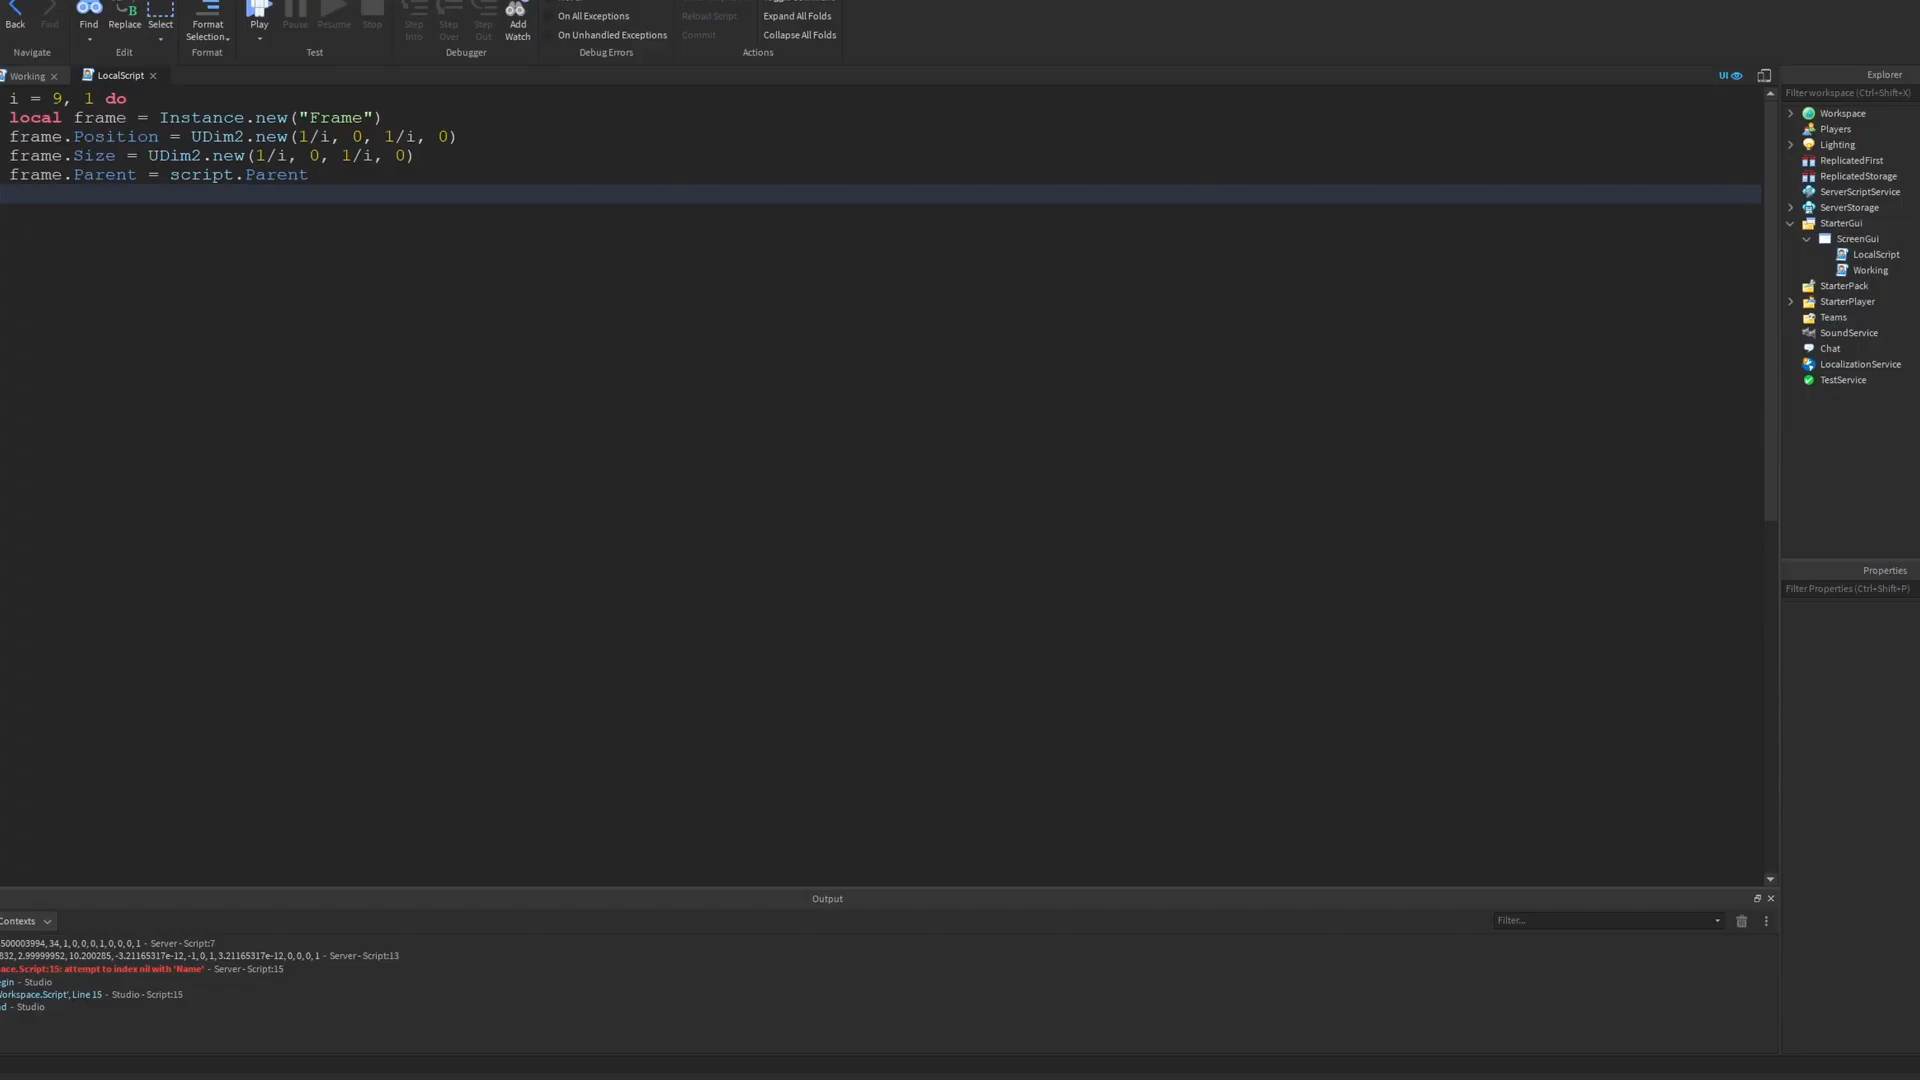 Back Find Find Replace Select Format Selection Play Pause Resume Stop Step Into Step Over Step Out Add Watch
On All Exceptions Reload Script Expand All Folds
On Unhandled Exceptions Commit Collapse All Folds
Navigate Edit Format Test Debugger Debug Errors Actions
Working LocalScript UI Explorer
Filter workspace (Ctrl+Shift+X)
i = 9, 1 do
local frame = Instance.new("Frame")
frame.Position = UDim2.new(1/i, 0, 1/i, 0)
frame.Size = UDim2.new(1/i, 0, 1/i, 0)
frame.Parent = script.Parent
Workspace
Players
Lighting
ReplicatedFirst
ReplicatedStorage
ServerScriptService
ServerStorage
StarterGui
ScreenGui
LocalScript
Working
StarterPack
StarterPlayer
Teams
SoundService
Chat
LocalizationService
TestService
Properties
Filter Properties (Ctrl+Shift+P)
Output
Contexts Filter...
500003994, 34, 1, 0, 0, 0, 1, 0, 0, 0, 1 - Server - Script:7
832, 2.99999952, 10.200285, -3.21165317e-12, -1, 0, 1, 3.21165317e-12, 0, 0, 0, 1 - Server - Script:13
ace.Script:15: attempt to index nil with 'Name' - Server - Script:15
egin - Studio
Workspace.Script', Line 15 - Studio - Script:15
nd - Studio